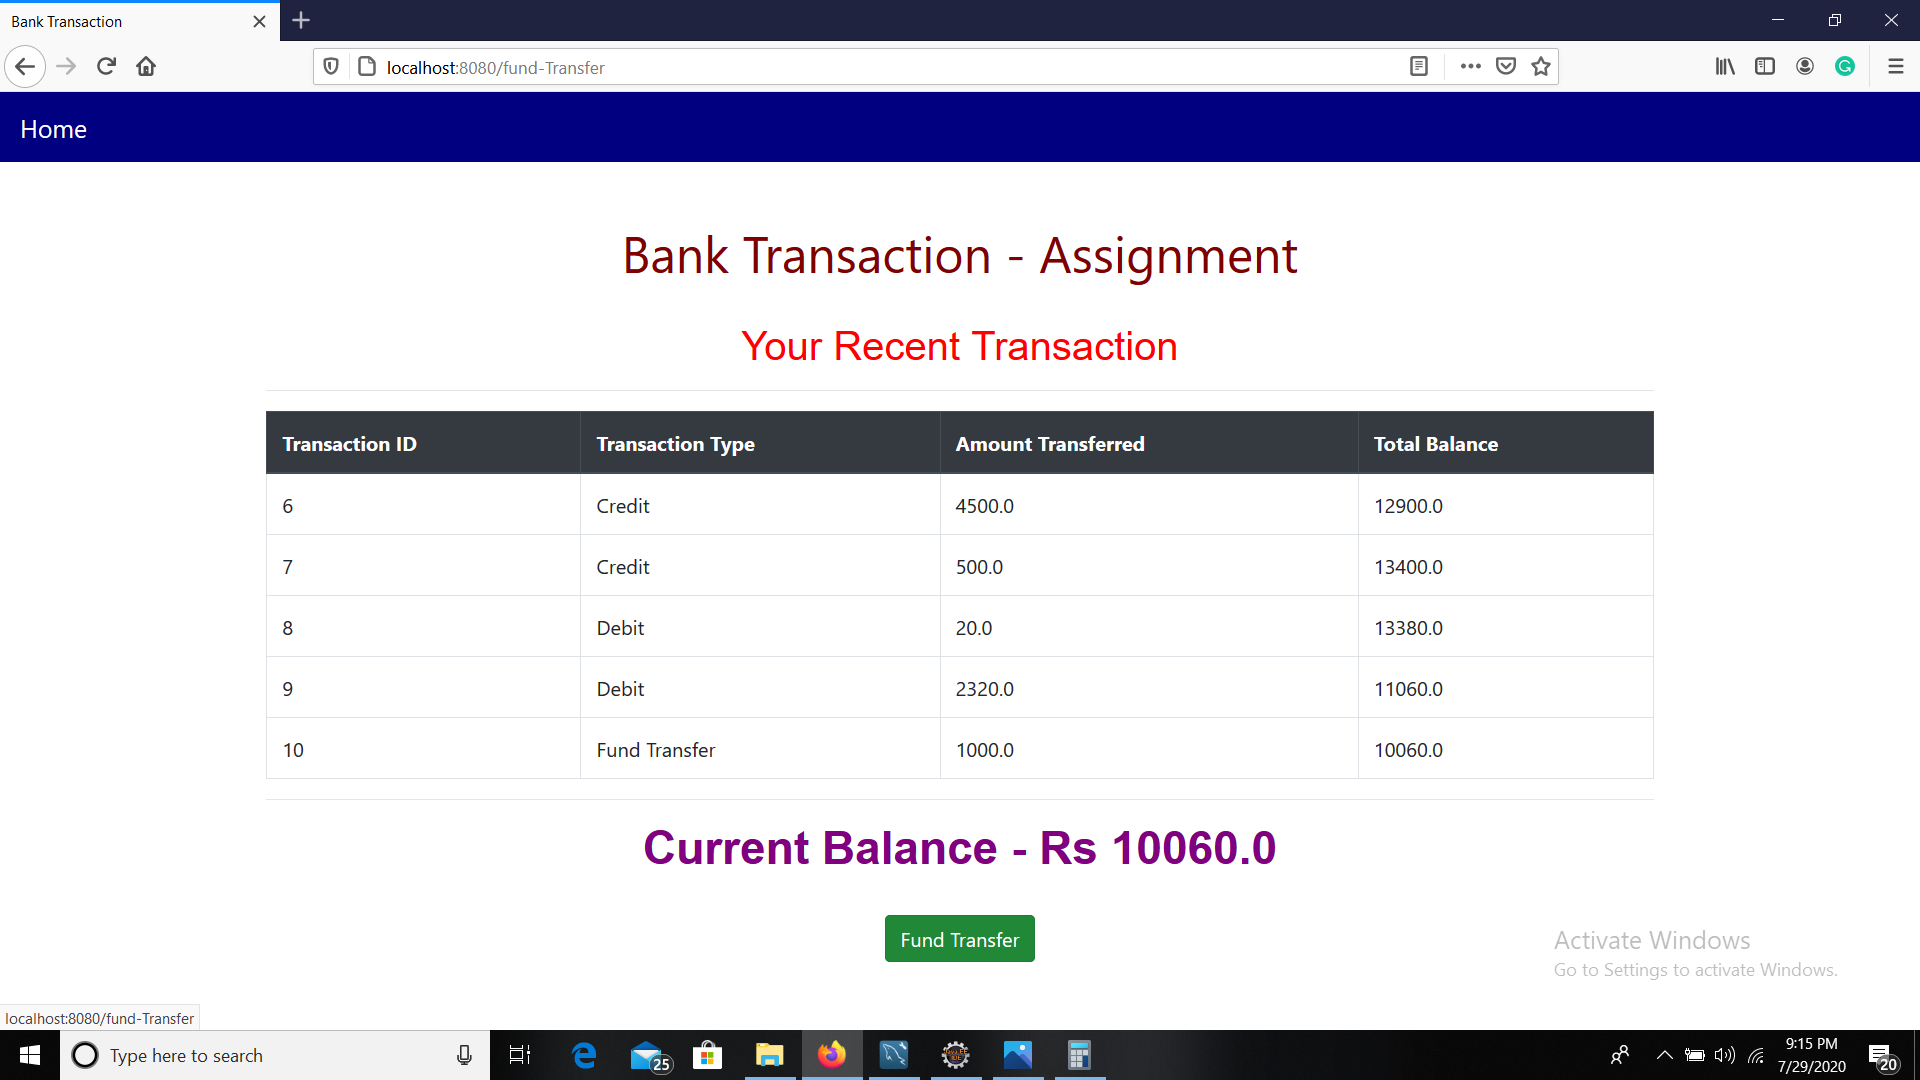 Bank Transaction
localhost:8080/fund-Transfer
Home
Bank Transaction - Assignment
Your Recent Transaction
Transaction ID Transaction Type Amount Transferred Total Balance
6 Credit 4500.0 12900.0
7 Credit 500.0 13400.0
8 Debit 20.0 13380.0
9 Debit 2320.0 11060.0
10 Fund Transfer 1000.0 10060.0
Current Balance - Rs 10060.0
Fund Transfer
Activate Windows
Go to Settings to activate Windows.
localhost:8080/fund-Transfer
Type here to search
25
9:15 PM
7/29/2020
20